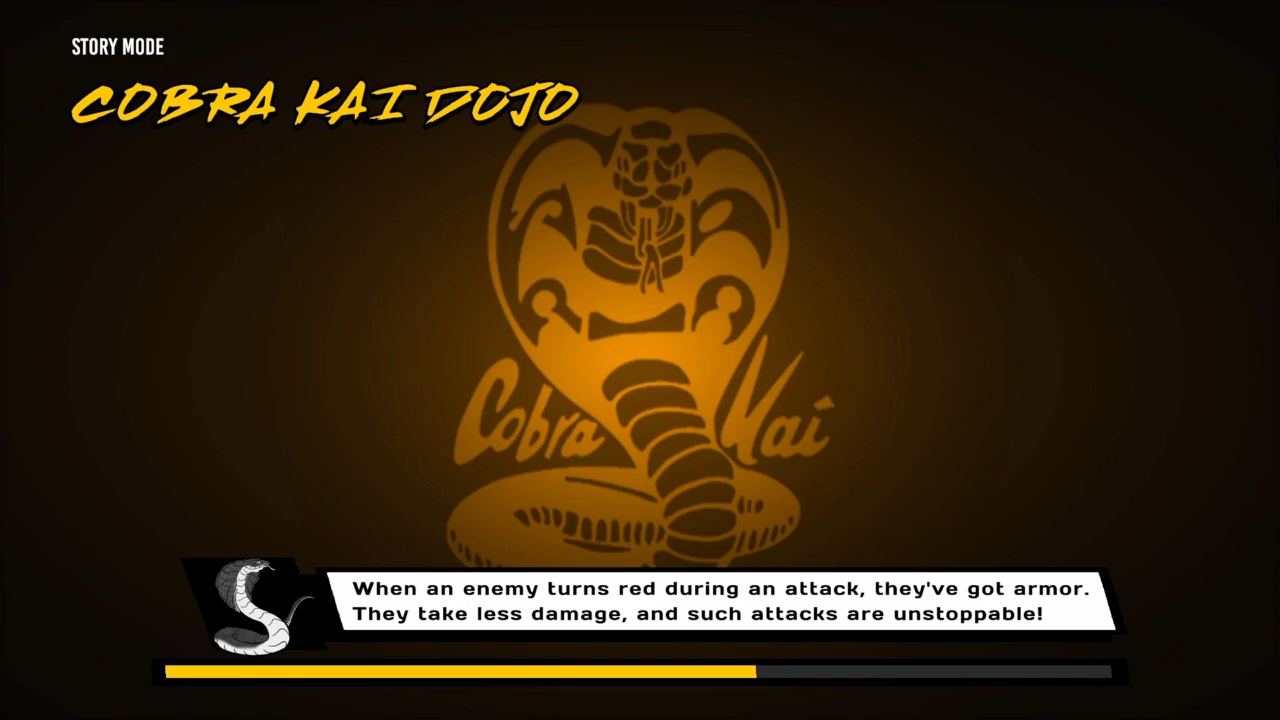 STORY MODE
COBRA KAI DOJO
Cobra Kai
When an enemy turns red during an attack, they've got armor.
They take less damage, and such attacks are unstoppable!